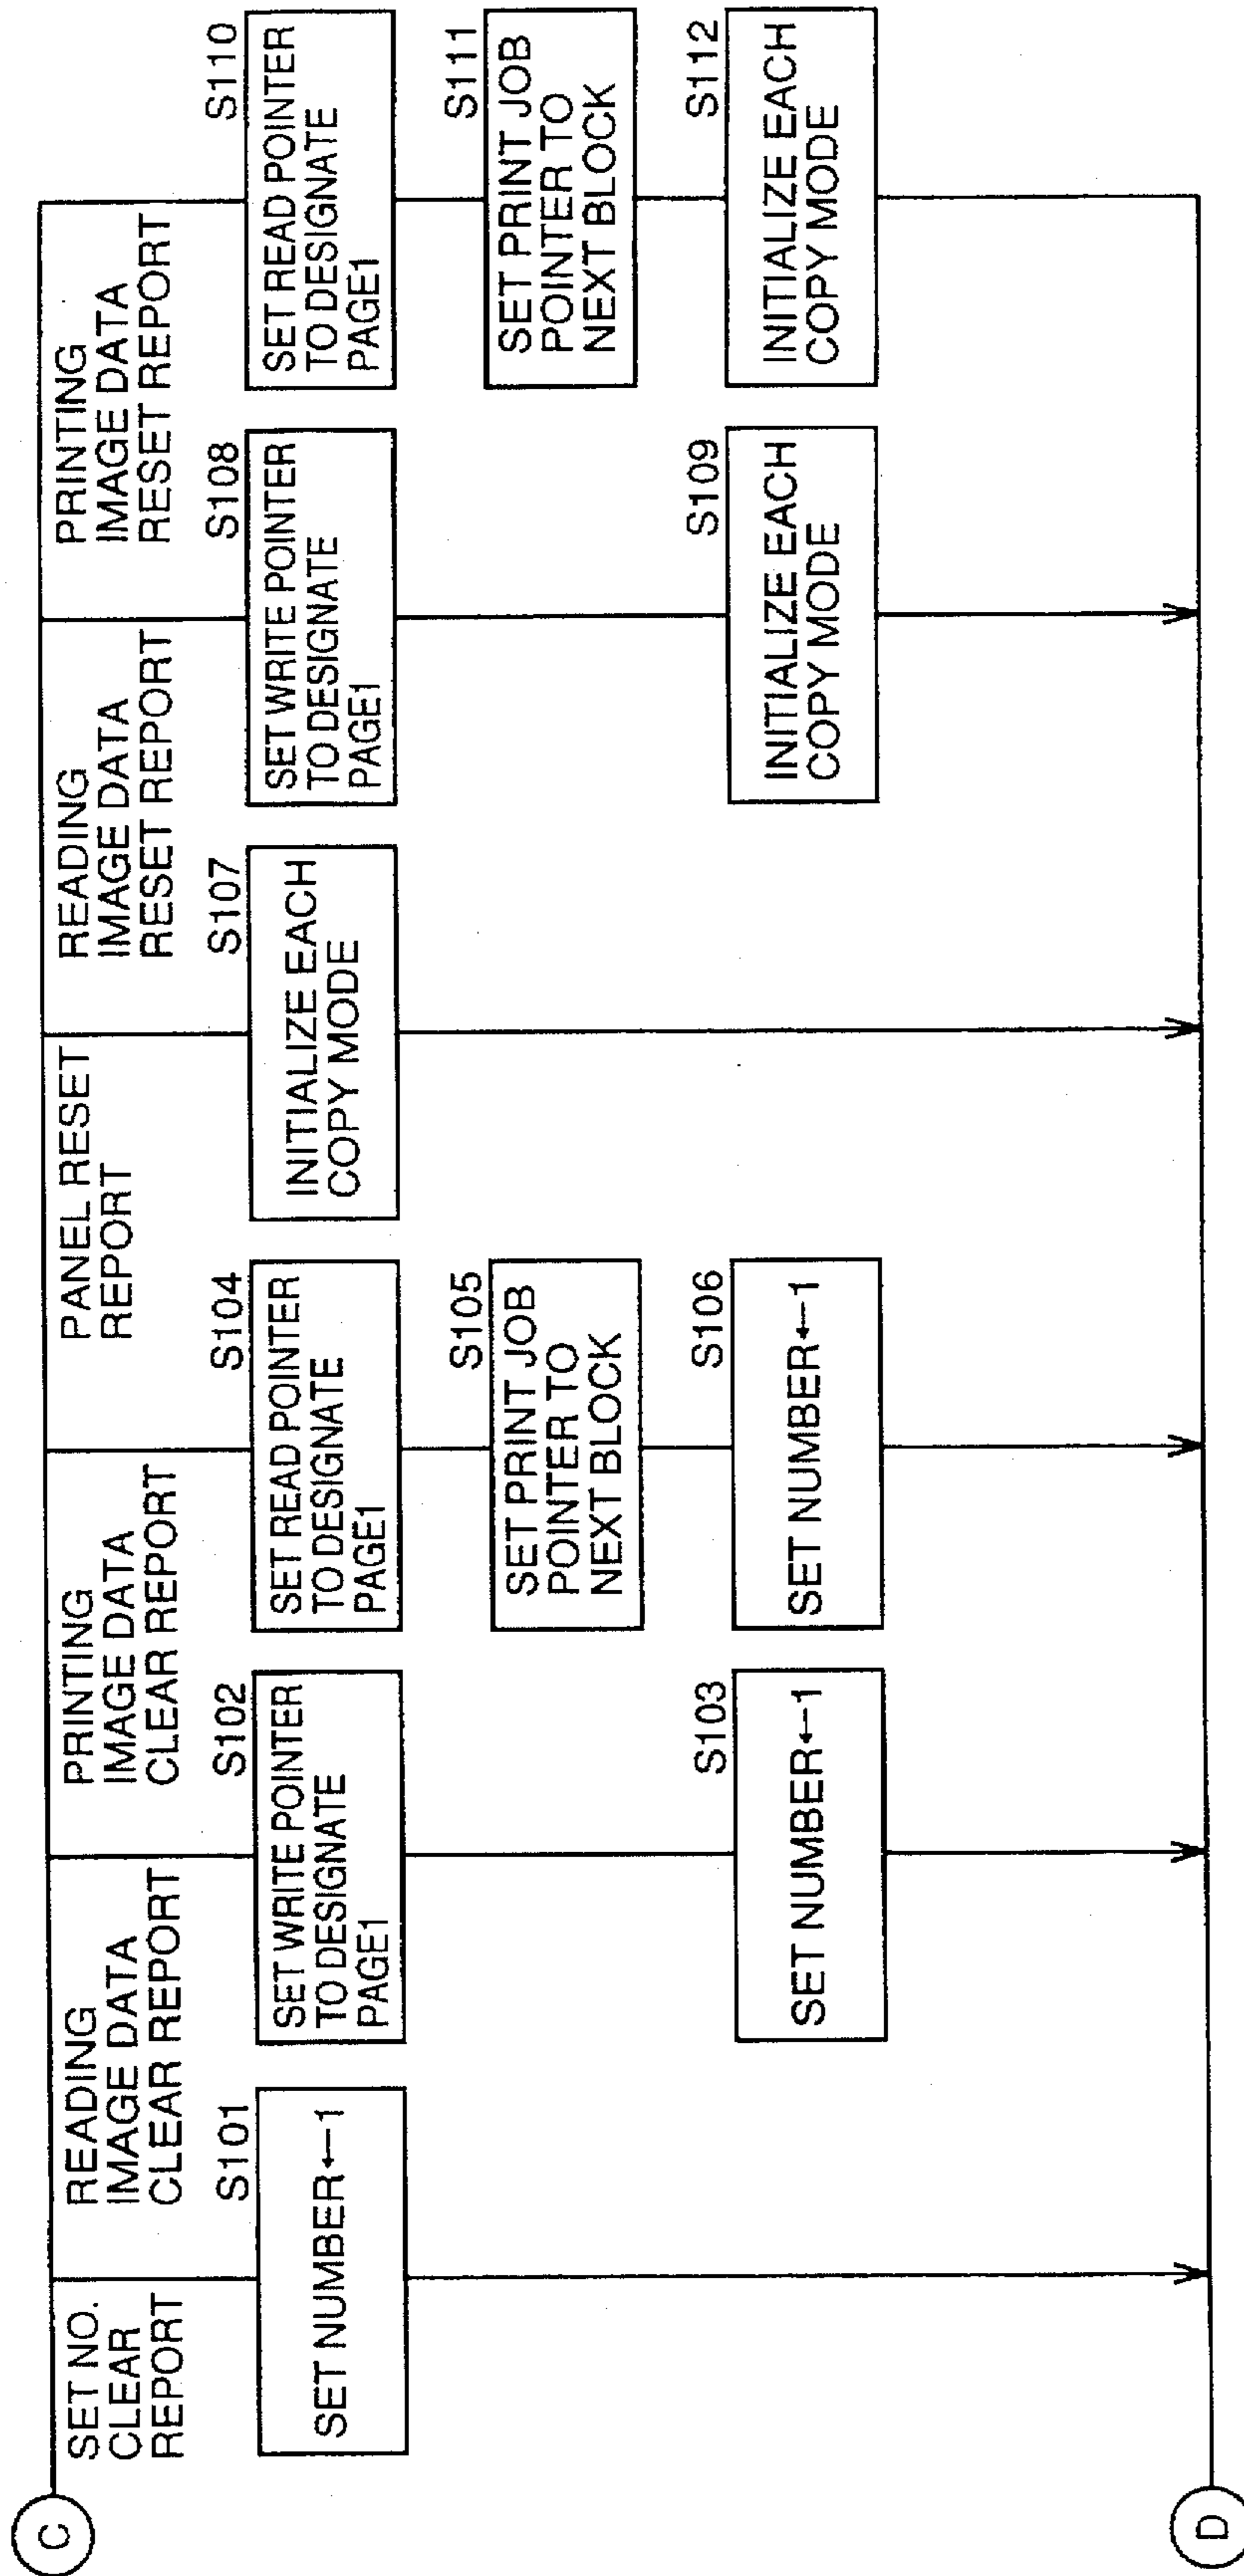 C
SET NO.
CLEAR
REPORT
S101
SET NUMBER←1
READING
IMAGE DATA
CLEAR REPORT
S102
SET WRITE POINTER
TO DESIGNATE
PAGE1
S103
SET NUMBER←1
PRINTING
IMAGE DATA
CLEAR REPORT
S104
SET READ POINTER
TO DESIGNATE
PAGE1
S105
SET PRINT JOB
POINTER TO
NEXT BLOCK
S106
SET NUMBER←1
PANEL RESET
REPORT
S107
INITIALIZE EACH
COPY MODE
READING
IMAGE DATA
RESET REPORT
S108
SET WRITE POINTER
TO DESIGNATE
PAGE1
S109
INITIALIZE EACH
COPY MODE
PRINTING
IMAGE DATA
RESET REPORT
S110
SET READ POINTER
TO DESIGNATE
PAGE1
S111
SET PRINT JOB
POINTER TO
NEXT BLOCK
S112
INITIALIZE EACH
COPY MODE
D